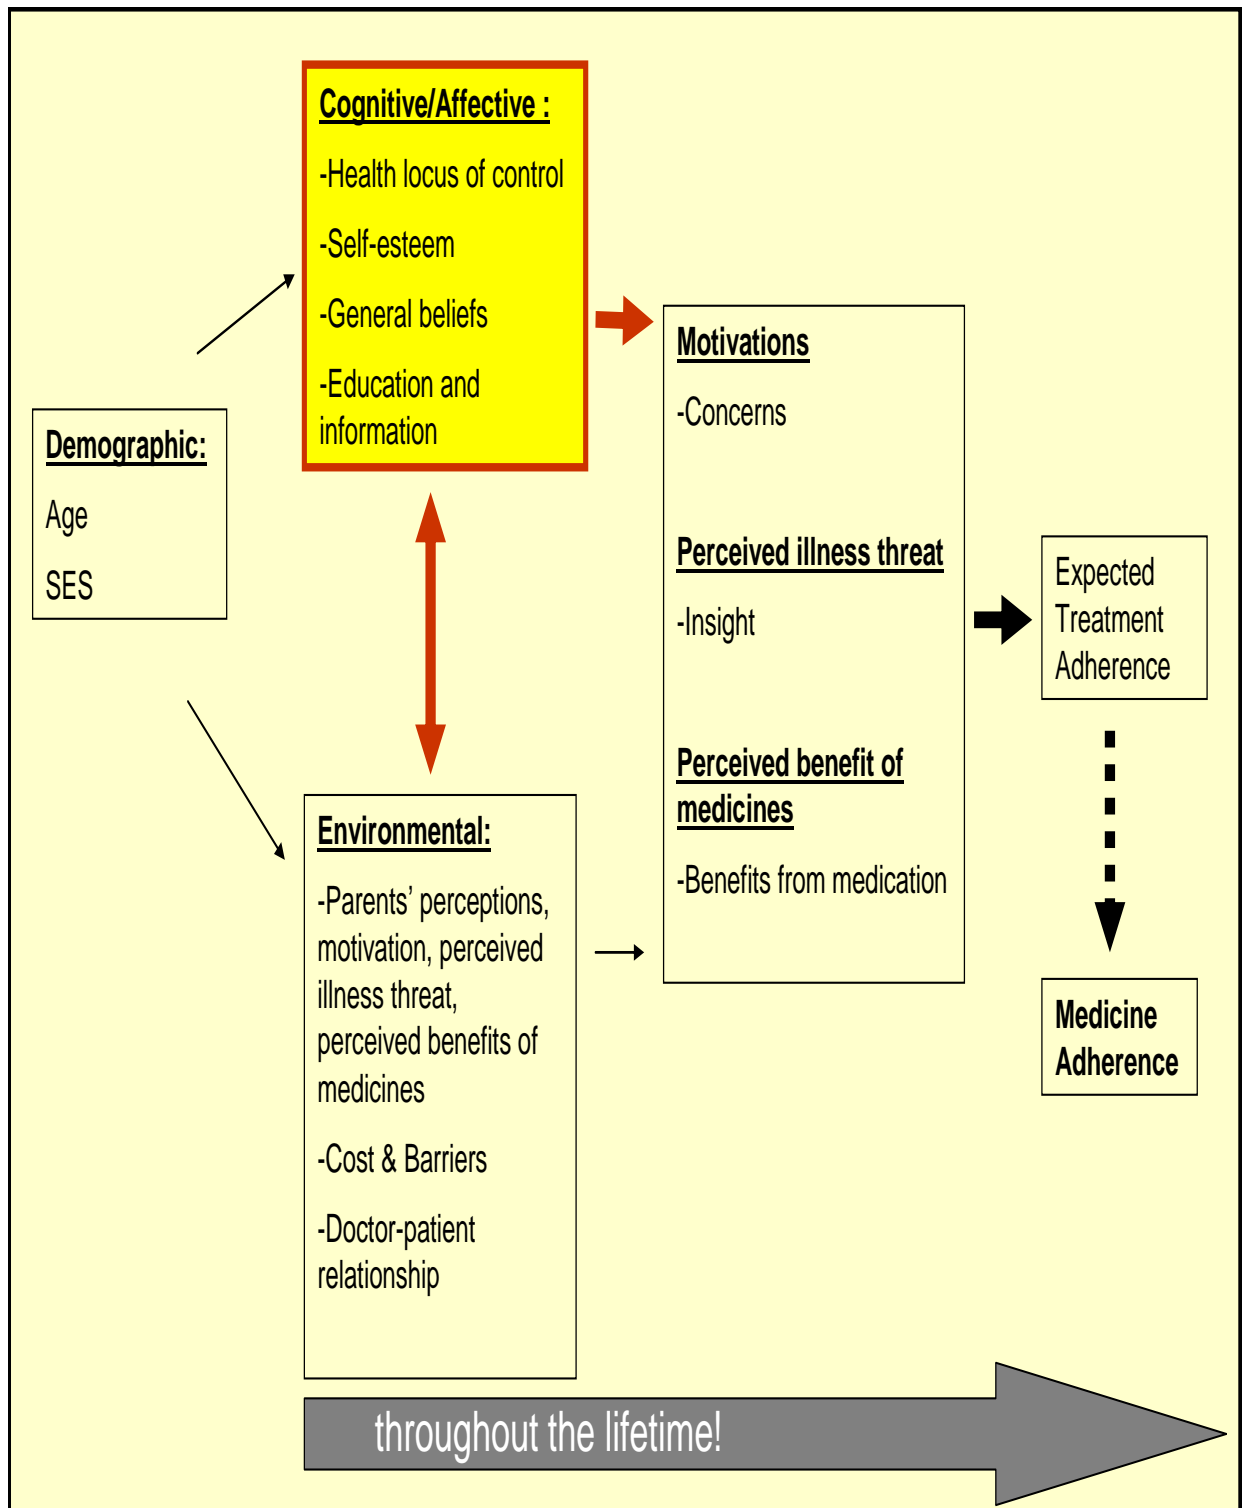 Cognitive/Affective :
-Health locus of control
-Self-esteem
-General beliefs
-Education and
information
Demographic:
Age
SES
Motivations
-Concerns
Perceived illness threat
-Insight
Perceived benefit of
medicines
-Benefits from medication
Expected
Treatment
Adherence
Environmental:
-Parents’ perceptions,
motivation, perceived
illness threat,
perceived benefits of
medicines
-Cost & Barriers
-Doctor-patient
relationship
Medicine
Adherence
throughout the lifetime!